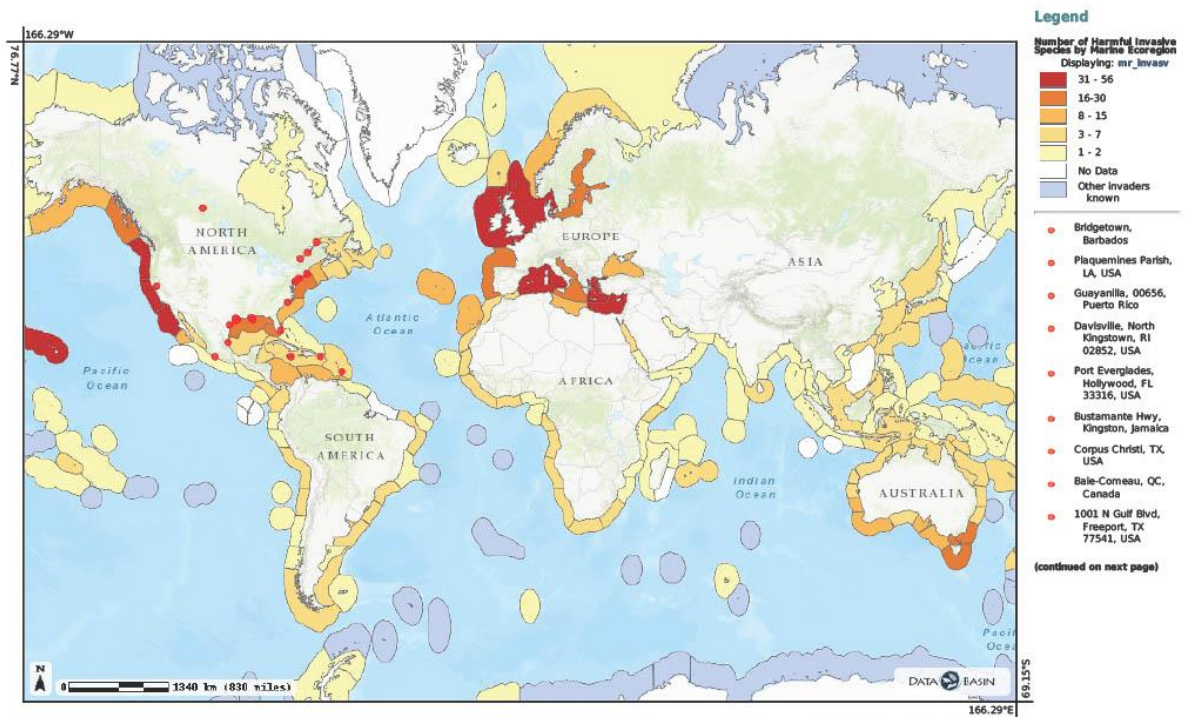 166.29°W
76.77°N
NORTH
AMERICA
EUROPE
ASIA
Atlantic
Ocean
Pacific
Ocean
AFRICA
SOUTH
AMERICA
Indian
Ocean
AUSTRALIA
Ocean
N
0 1340 km (830 miles)
DATA BASIN
69.15°S
166.29°E
Legend
Number of Harmful Invasive
Species by Marine Ecoregion
Displaying: mr_invasv
31 - 56
16-30
8 - 15
3 - 7
1 - 2
No Data
Other invaders
known
Bridgetown,
Barbados
Plaquemines Parish,
LA, USA
Guayanilla, 00656,
Puerto Rico
Davisville, North
Kingstown, RI
02852, USA
Port Everglades,
Hollywood, FL
33316, USA
Bustamante Hwy,
Kingston, Jamaica
Corpus Christi, TX,
USA
Baie-Comeau, QC,
Canada
1001 N Gulf Blvd,
Freeport, TX
77541, USA
(continued on next page)